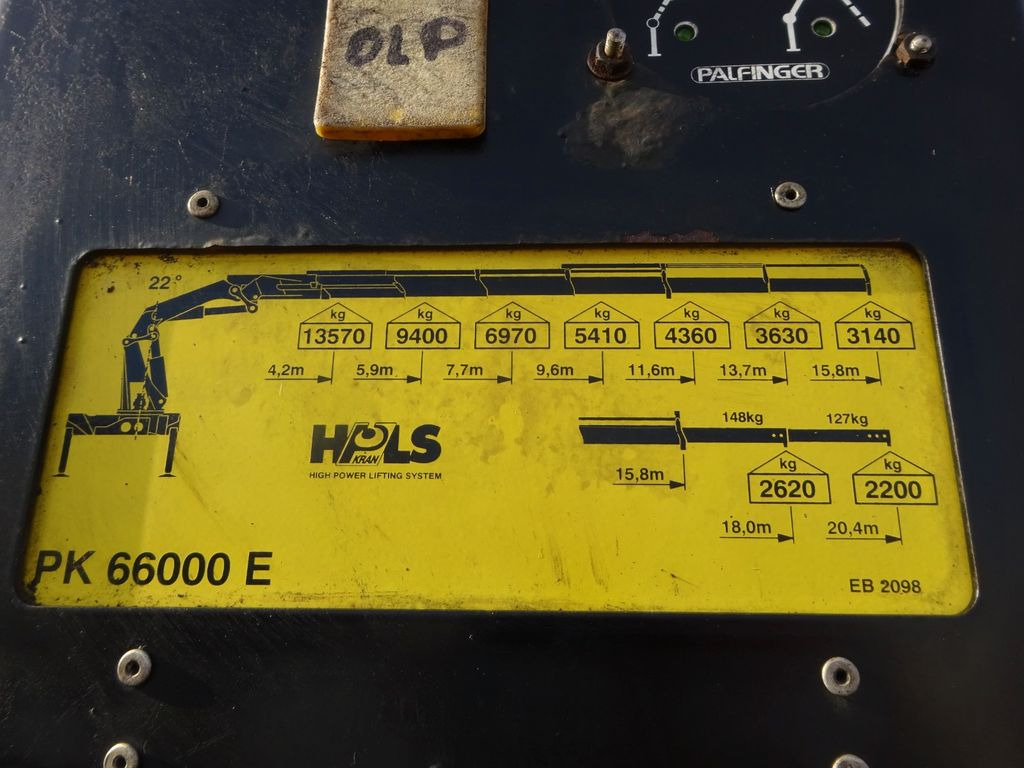 OLP
PALFINGER
22°
kg kg kg kg kg kg kg
13570 9400 6970 5410 4360 3630 3140
4,2m 5,9m 7,7m 9,6m 11,6m 13,7m 15,8m
148kg 127kg
HPLS
KRAN
HIGH POWER LIFTING SYSTEM
15,8m
kg kg
2620 2200
18,0m 20,4m
PK 66000 E
EB 2098